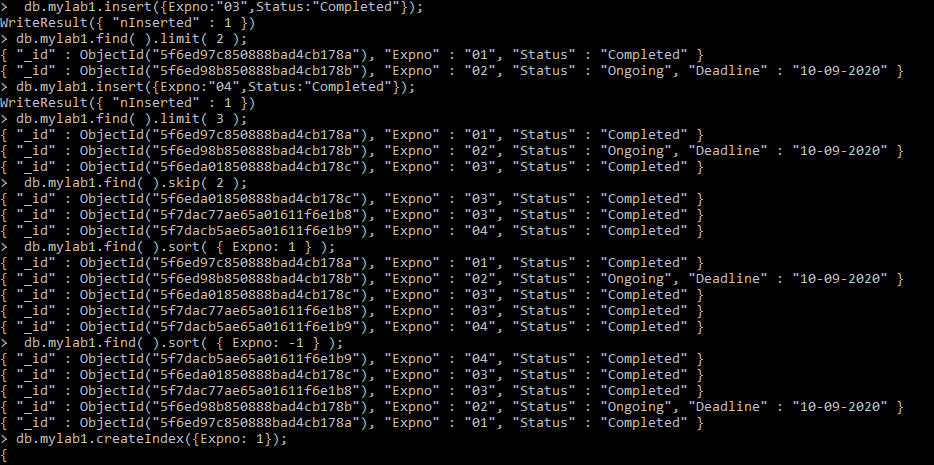 >  db.mylab1.insert({Expno:"03",Status:"Completed"});
WriteResult({ "nInserted" : 1 })
> db.mylab1.find( ).limit( 2 );
{ "_id" : ObjectId("5f6ed97c850888bad4cb178a"), "Expno" : "01", "Status" : "Completed" }
{ "_id" : ObjectId("5f6ed98b850888bad4cb178b"), "Expno" : "02", "Status" : "Ongoing", "Deadline" : "10-09-2020" }
> db.mylab1.insert({Expno:"04",Status:"Completed"});
WriteResult({ "nInserted" : 1 })
> db.mylab1.find( ).limit( 3 );
{ "_id" : ObjectId("5f6ed97c850888bad4cb178a"), "Expno" : "01", "Status" : "Completed" }
{ "_id" : ObjectId("5f6ed98b850888bad4cb178b"), "Expno" : "02", "Status" : "Ongoing", "Deadline" : "10-09-2020" }
{ "_id" : ObjectId("5f6eda01850888bad4cb178c"), "Expno" : "03", "Status" : "Completed" }
>  db.mylab1.find( ).skip( 2 );
{ "_id" : ObjectId("5f6eda01850888bad4cb178c"), "Expno" : "03", "Status" : "Completed" }
{ "_id" : ObjectId("5f7dac77ae65a01611f6e1b8"), "Expno" : "03", "Status" : "Completed" }
{ "_id" : ObjectId("5f7dacb5ae65a01611f6e1b9"), "Expno" : "04", "Status" : "Completed" }
>  db.mylab1.find( ).sort( { Expno: 1 } );
{ "_id" : ObjectId("5f6ed97c850888bad4cb178a"), "Expno" : "01", "Status" : "Completed" }
{ "_id" : ObjectId("5f6ed98b850888bad4cb178b"), "Expno" : "02", "Status" : "Ongoing", "Deadline" : "10-09-2020" }
{ "_id" : ObjectId("5f6eda01850888bad4cb178c"), "Expno" : "03", "Status" : "Completed" }
{ "_id" : ObjectId("5f7dac77ae65a01611f6e1b8"), "Expno" : "03", "Status" : "Completed" }
{ "_id" : ObjectId("5f7dacb5ae65a01611f6e1b9"), "Expno" : "04", "Status" : "Completed" }
>  db.mylab1.find( ).sort( { Expno: -1 } );
{ "_id" : ObjectId("5f7dacb5ae65a01611f6e1b9"), "Expno" : "04", "Status" : "Completed" }
{ "_id" : ObjectId("5f6eda01850888bad4cb178c"), "Expno" : "03", "Status" : "Completed" }
{ "_id" : ObjectId("5f7dac77ae65a01611f6e1b8"), "Expno" : "03", "Status" : "Completed" }
{ "_id" : ObjectId("5f6ed98b850888bad4cb178b"), "Expno" : "02", "Status" : "Ongoing", "Deadline" : "10-09-2020" }
{ "_id" : ObjectId("5f6ed97c850888bad4cb178a"), "Expno" : "01", "Status" : "Completed" }
> db.mylab1.createIndex({Expno: 1});
{